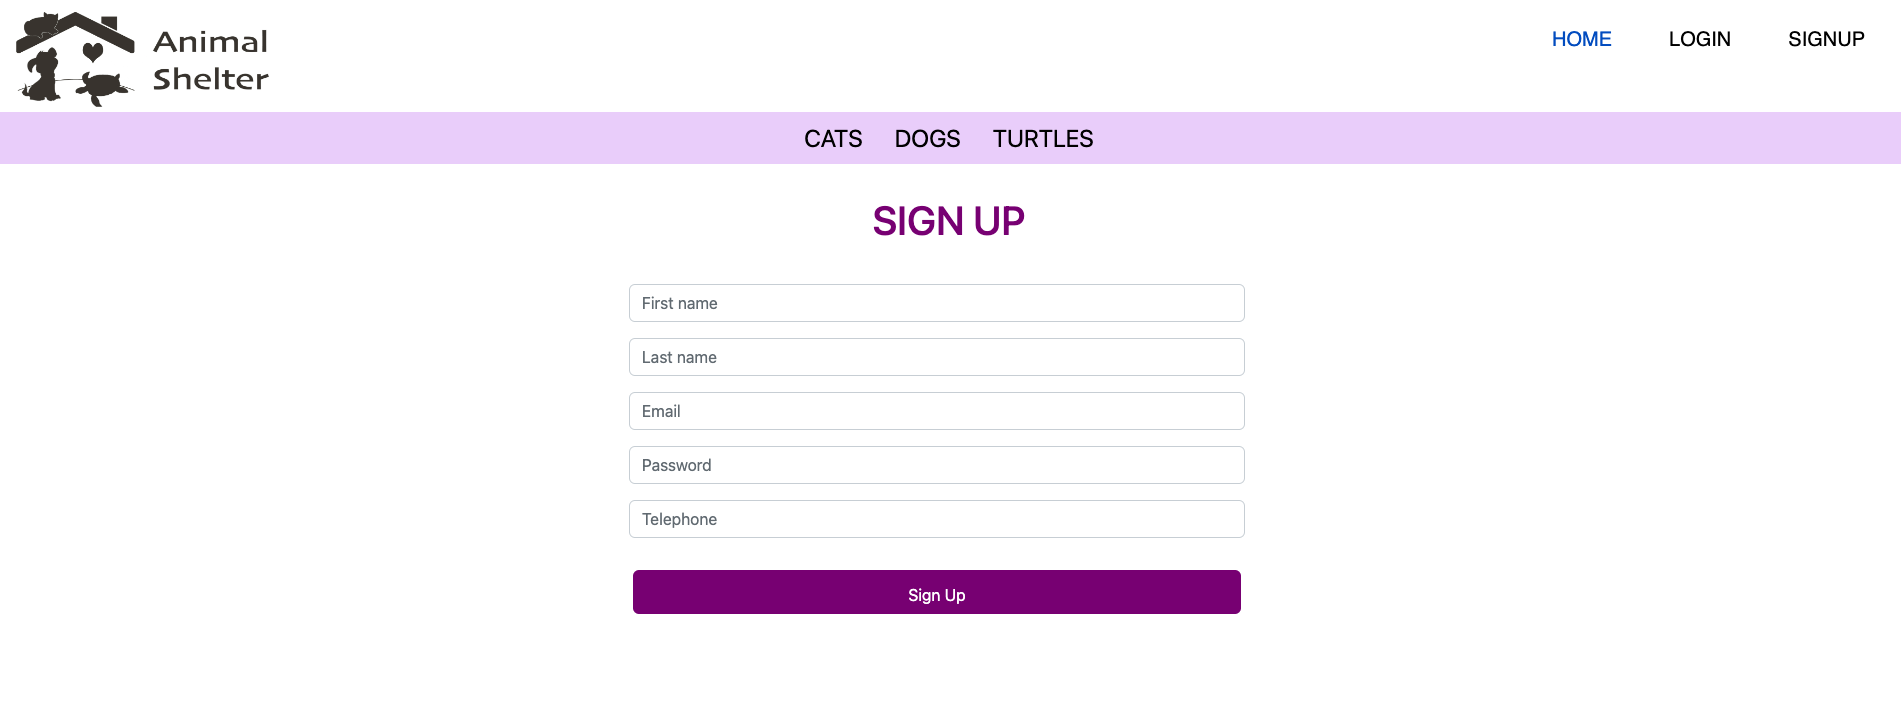 Animal
Shelter
HOME LOGIN SIGNUP
CATS DOGS TURTLES
SIGN UP
First name
Last name
Email
Password
Telephone
Sign Up